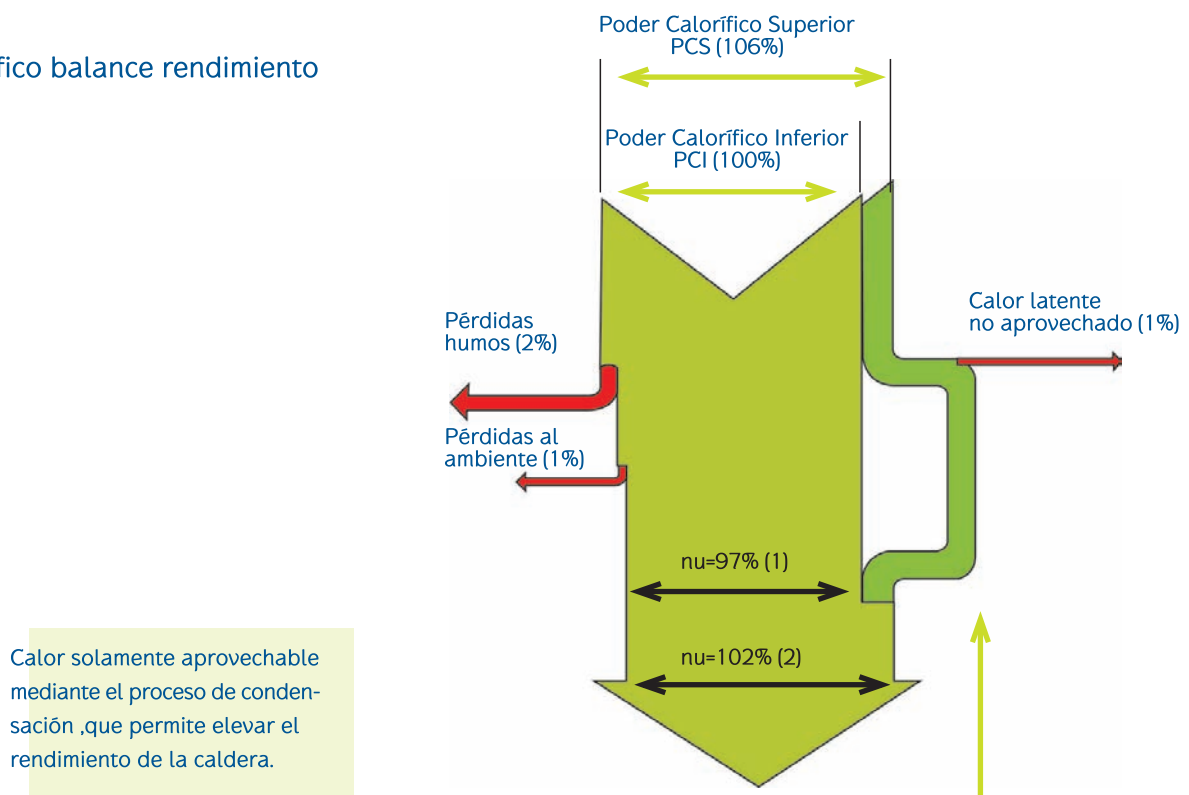 fico balance rendimiento
Poder Calorífico Superior
PCS (106%)
Poder Calorífico Inferior
PCI (100%)
Pérdidas
humos (2%)
Calor latente
no aprovechado (1%)
Pérdidas al
ambiente (1%)
nu=97% (1)
nu=102% (2)
Calor solamente aprovechable
mediante el proceso de conden-
sación ,que permite elevar el
rendimiento de la caldera.